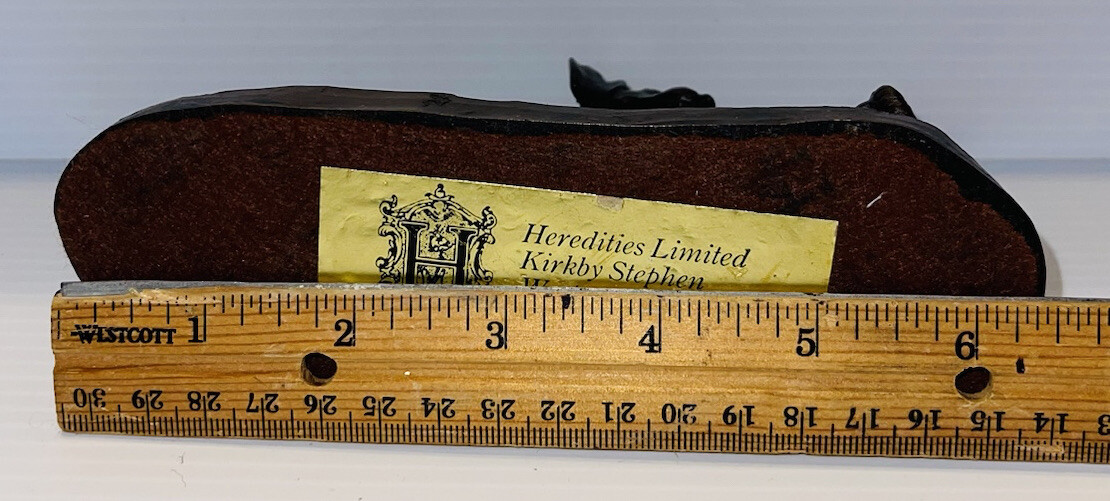 H
Heredities Limited
Kirkby Stephen
1 2 3 4 5 6
WESTCOTT
30 29 28 27 26 25 24 23 22 21 20 19 18 17 16 15 14